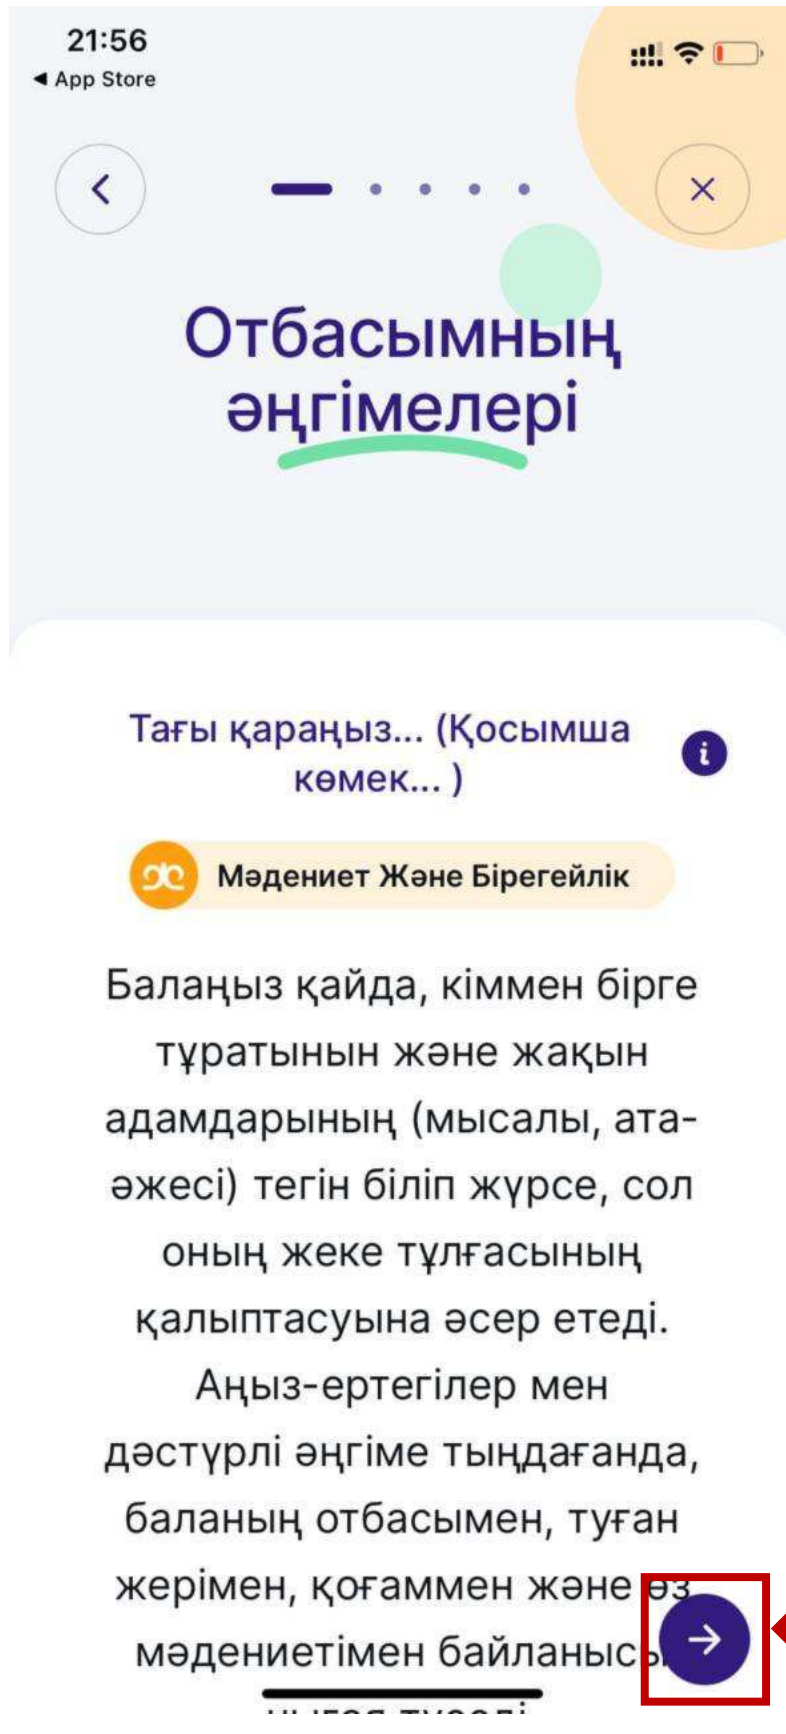 21:56
◀ App Store
Отбасымның
әңгімелері
Тағы қараңыз... (Қосымша
көмек... )
Мәдениет Және Бірегейлік
Балаңыз қайда, кіммен бірге
тұратынын және жақын
адамдарының (мысалы, ата-
әжесі) тегін біліп жүрсе, сол
оның жеке тұлғасының
қалыптасуына әсер етеді.
Аңыз-ертегілер мен
дәстүрлі әңгіме тыңдағанда,
баланың отбасымен, туған
жерімен, қоғаммен және өз
мәдениетімен байланысы